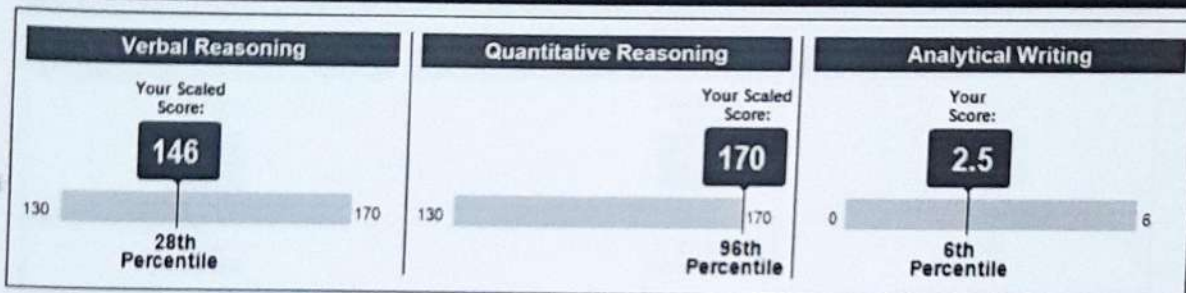 Verbal Reasoning
Your Scaled
Score:
146
130
170
28th
Percentile
Quantitative Reasoning
Your Scaled
Score:
170
130
170
96th
Percentile
Analytical Writing
Your
Score:
2.5
0
6
6th
Percentile